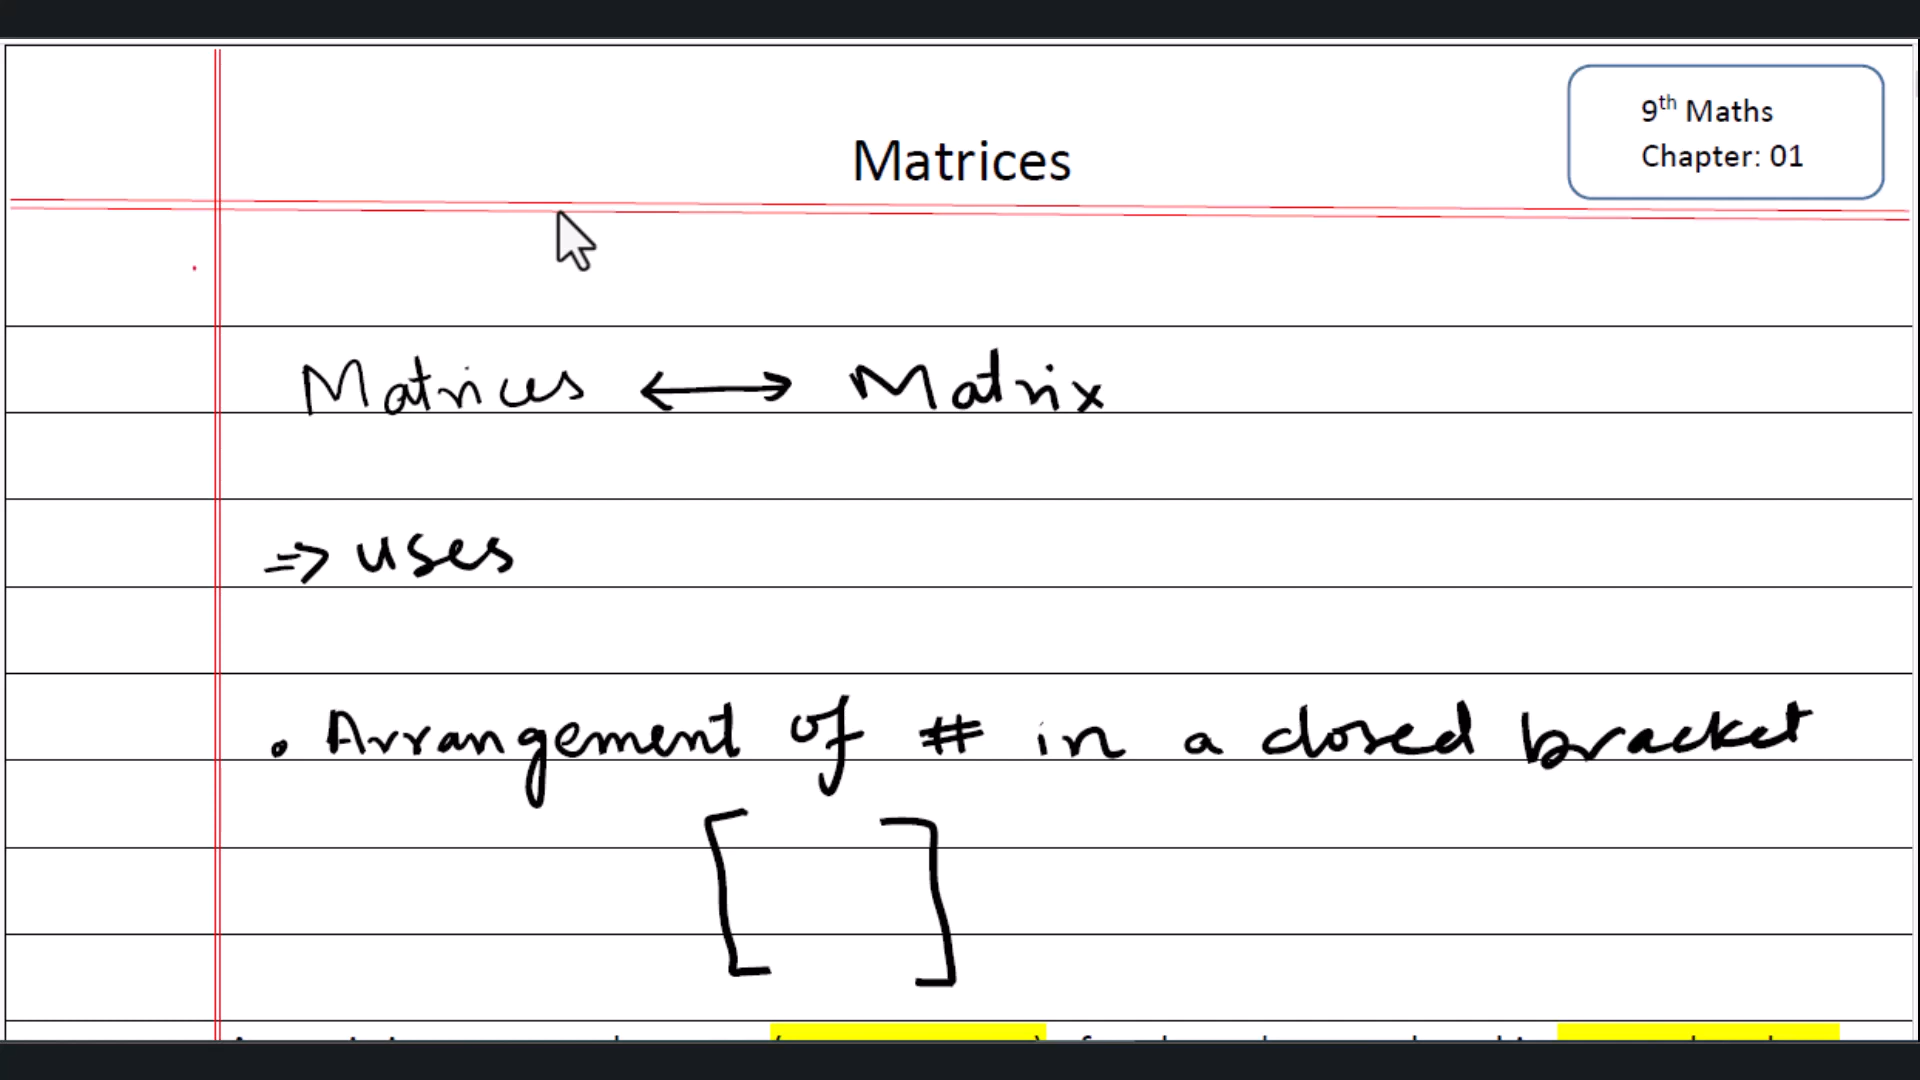 9th Maths
Chapter: 01
Matrices
Matrices ⟷ Matrix
⇒ uses
• Arrangement of # in a closed bracket
[ ]